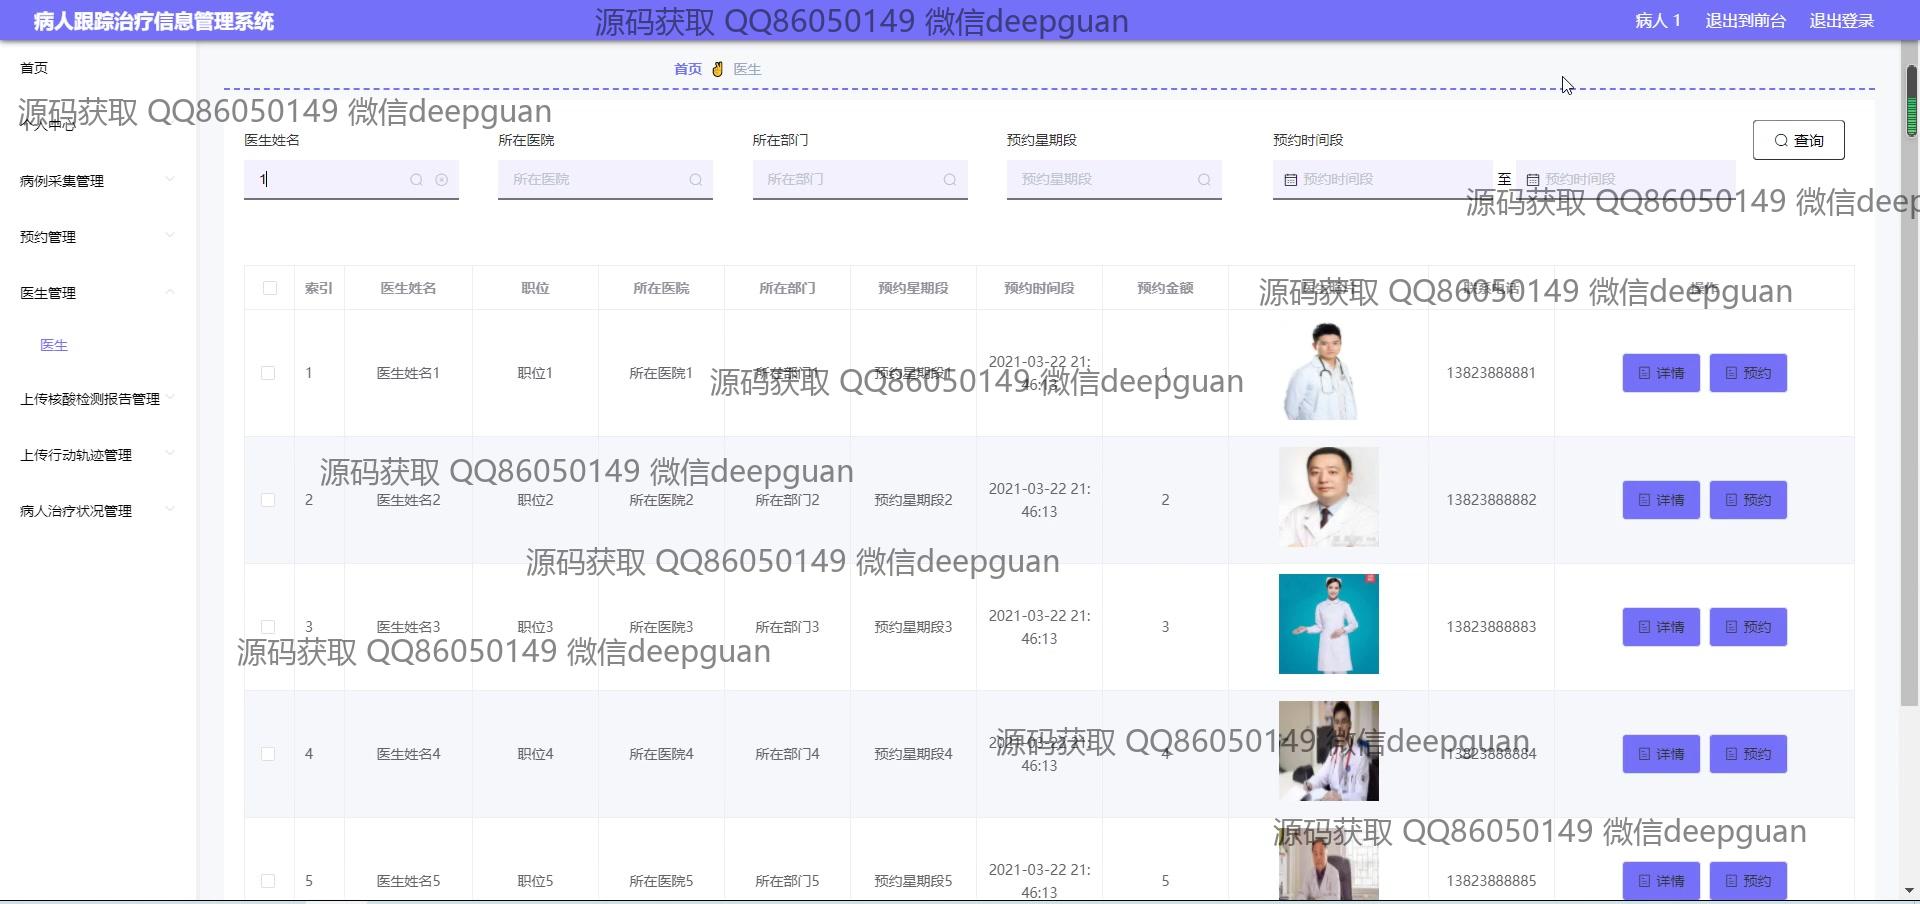 病人跟踪治疗信息管理系统
源码获取 QQ86050149 微信deepguan
病人 1 退出到前台 退出登录
首页
首页 医生
源码获取 QQ86050149 微信deepguan
个人中心
医生姓名 所在医院 所在部门 预约星期段 预约时间段
查询
1 所在医院 所在部门 预约星期段 预约时间段 至 预约时间段
病例采集管理
源码获取 QQ86050149 微信deep
预约管理
医生管理
索引 医生姓名 职位 所在医院 所在部门 预约星期段 预约时间段 预约金额
源码获取 QQ86050149 微信deepguan
医生
1 医生姓名1 职位1 所在医院1 所在部门1 预约星期段1 2021-03-22 21:46:13 1 13823888881 详情 预约
源码获取 QQ86050149 微信deepguan
上传核酸检测报告管理
上传行动轨迹管理
源码获取 QQ86050149 微信deepguan
2 医生姓名2 职位2 所在医院2 所在部门2 预约星期段2 2021-03-22 21:46:13 2 13823888882 详情 预约
病人治疗状况管理
源码获取 QQ86050149 微信deepguan
3 医生姓名3 职位3 所在医院3 所在部门3 预约星期段3 2021-03-22 21:46:13 3 13823888883 详情 预约
源码获取 QQ86050149 微信deepguan
4 医生姓名4 职位4 所在医院4 所在部门4 预约星期段4 2021-03-22 21:46:13 4 13823888884 详情 预约
源码获取 QQ86050149 微信deepguan
源码获取 QQ86050149 微信deepguan
5 医生姓名5 职位5 所在医院5 所在部门5 预约星期段5 2021-03-22 21:46:13 5 13823888885 详情 预约